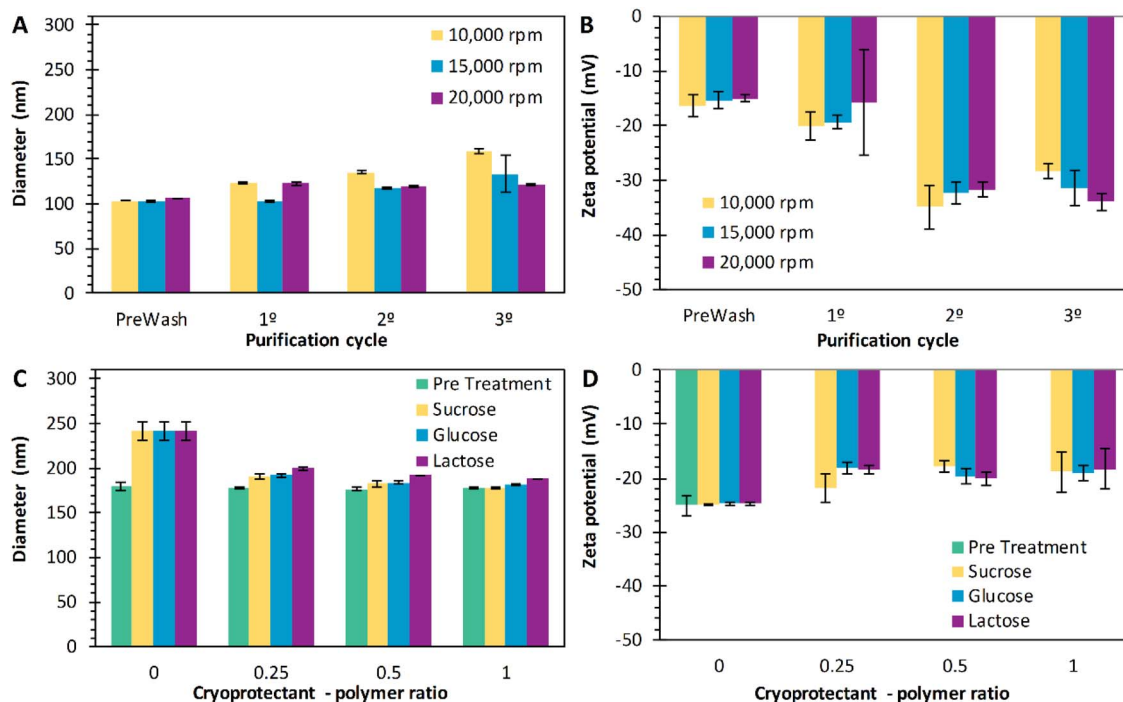 A
300
250
200
150
100
50
0
Diameter (nm)
10,000 rpm
15,000 rpm
20,000 rpm
PreWash 1º 2º 3º
Purification cycle
B
0
-10
-20
-30
-40
-50
Zeta potential (mV)
10,000 rpm
15,000 rpm
20,000 rpm
PreWash 1º 2º 3º
Purification cycle
C
300
250
200
150
100
50
0
Diameter (nm)
Pre Treatment
Sucrose
Glucose
Lactose
0 0.25 0.5 1
Cryoprotectant - polymer ratio
D
0
-10
-20
-30
-40
-50
Zeta potential (mV)
Pre Treatment
Sucrose
Glucose
Lactose
0 0.25 0.5 1
Cryoprotectant - polymer ratio